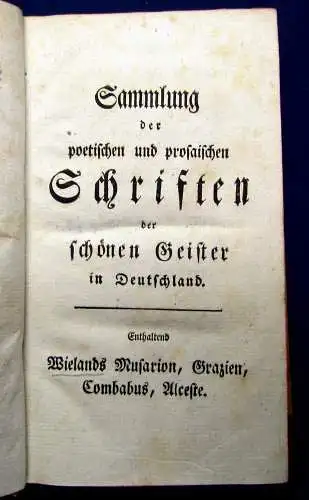 Sammlung
der
poetischen und prosaischen
Schriften
der
schönen Geister
in Deutschland.
Enthaltend
Wielands Musarion, Grazien,
Combabus, Alceste.